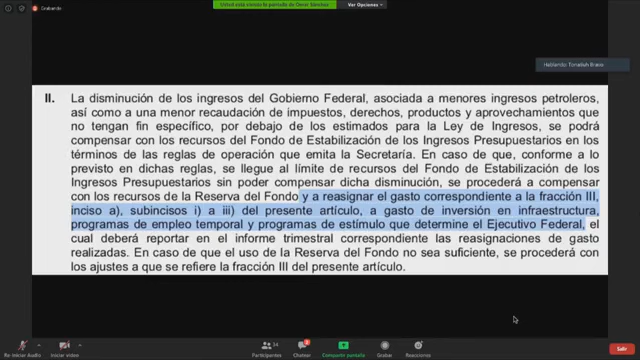 Grabando
Usted está viendo la pantalla de Denis Sánchez
Ver Opciones
Hablando: Tonatiuh Bravo
II. La disminución de los ingresos del Gobierno Federal, asociada a menores ingresos petroleros,
así como a una menor recaudación de impuestos, derechos, productos y aprovechamientos que
no tengan fin específico, por debajo de los estimados para la Ley de Ingresos, se podrá
compensar con los recursos del Fondo de Estabilización de los Ingresos Presupuestarios en los
términos de las reglas de operación que emita la Secretaría. En caso de que, conforme a lo
previsto en dichas reglas, se llegue al límite de recursos del Fondo de Estabilización de los
Ingresos Presupuestarios sin poder compensar dicha disminución, se procederá a compensar
con los recursos de la Reserva del Fondo y a reasignar el gasto correspondiente a la fracción III,
inciso a), subincisos i) a iii) del presente artículo, a gasto de inversión en infraestructura,
programas de empleo temporal y programas de estímulo que determine el Ejecutivo Federal, el
cual deberá reportar en el informe trimestral correspondiente las reasignaciones de gasto
realizadas. En caso de que el uso de la Reserva del Fondo no sea suficiente, se procederá con
los ajustes a que se refiere la fracción III del presente artículo.
Re-iniciar Audio
Iniciar video
Participantes
Chatear
Compartir pantalla
Grabar
Reacciones
Salir